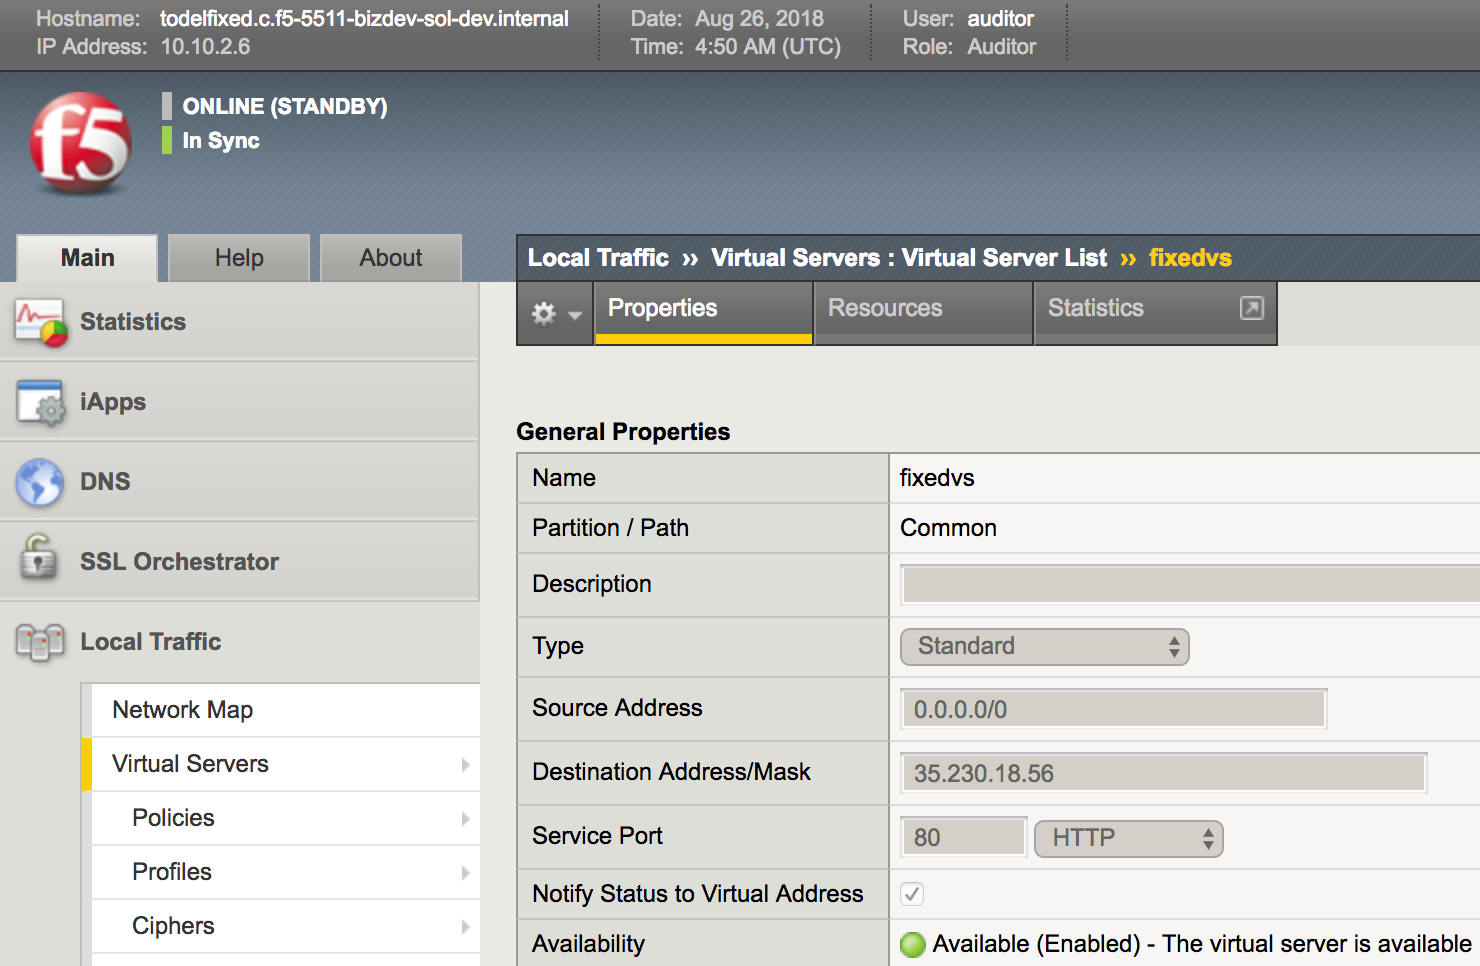 Hostname: todelfixed.c.f5-5511-bizdev-sol-dev.internal Date: Aug 26, 2018 User: auditor
IP Address: 10.10.2.6 Time: 4:50 AM (UTC) Role: Auditor
f5
ONLINE (STANDBY)
In Sync
Main Help About
Local Traffic ›› Virtual Servers : Virtual Server List ›› fixedvs
Properties Resources Statistics
Statistics
iApps
DNS
SSL Orchestrator
Local Traffic
Network Map
Virtual Servers
Policies
Profiles
Ciphers
General Properties
Name fixedvs
Partition / Path Common
Description
Type Standard
Source Address 0.0.0.0/0
Destination Address/Mask 35.230.18.56
Service Port 80 HTTP
Notify Status to Virtual Address
Availability Available (Enabled) - The virtual server is available